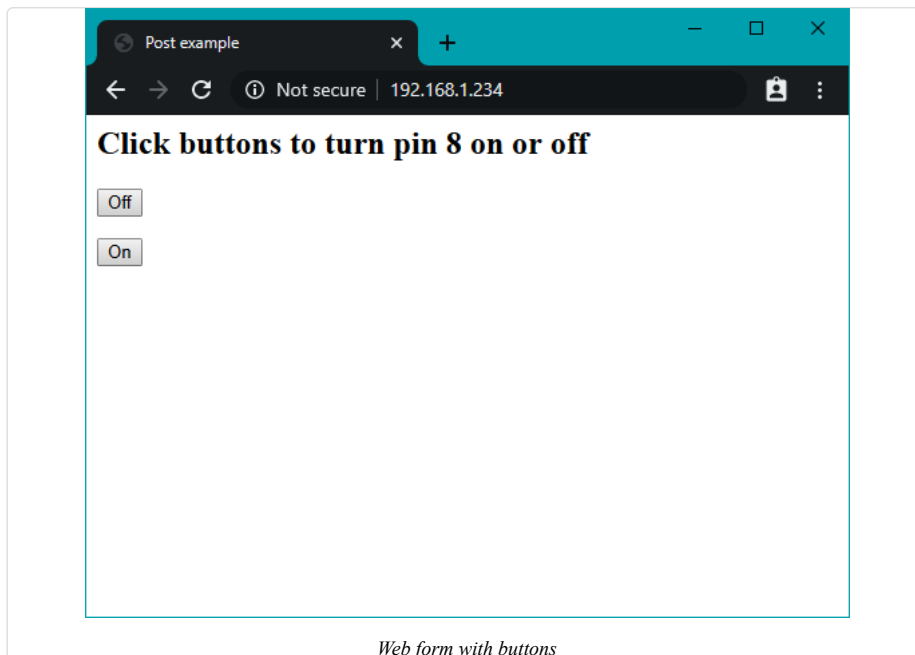 Post example
Not secure 192.168.1.234
Click buttons to turn pin 8 on or off
Off
On
Web form with buttons